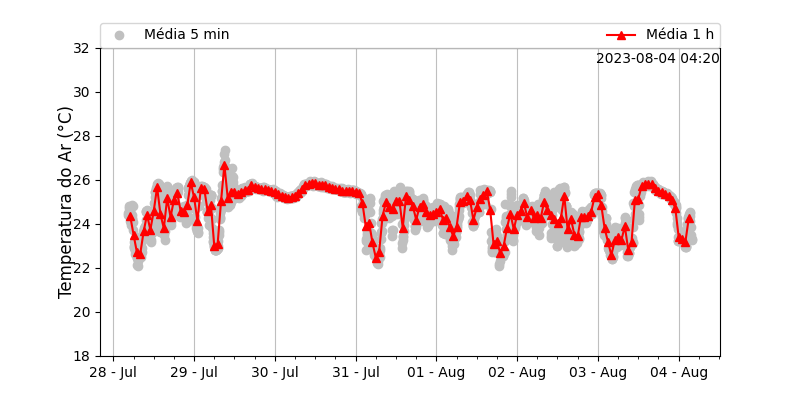 Média 5 min
Média 1 h
2023-08-04 04:20
Temperatura do Ar (°C)
32
30
28
26
24
22
20
18
28 - Jul
29 - Jul
30 - Jul
31 - Jul
01 - Aug
02 - Aug
03 - Aug
04 - Aug